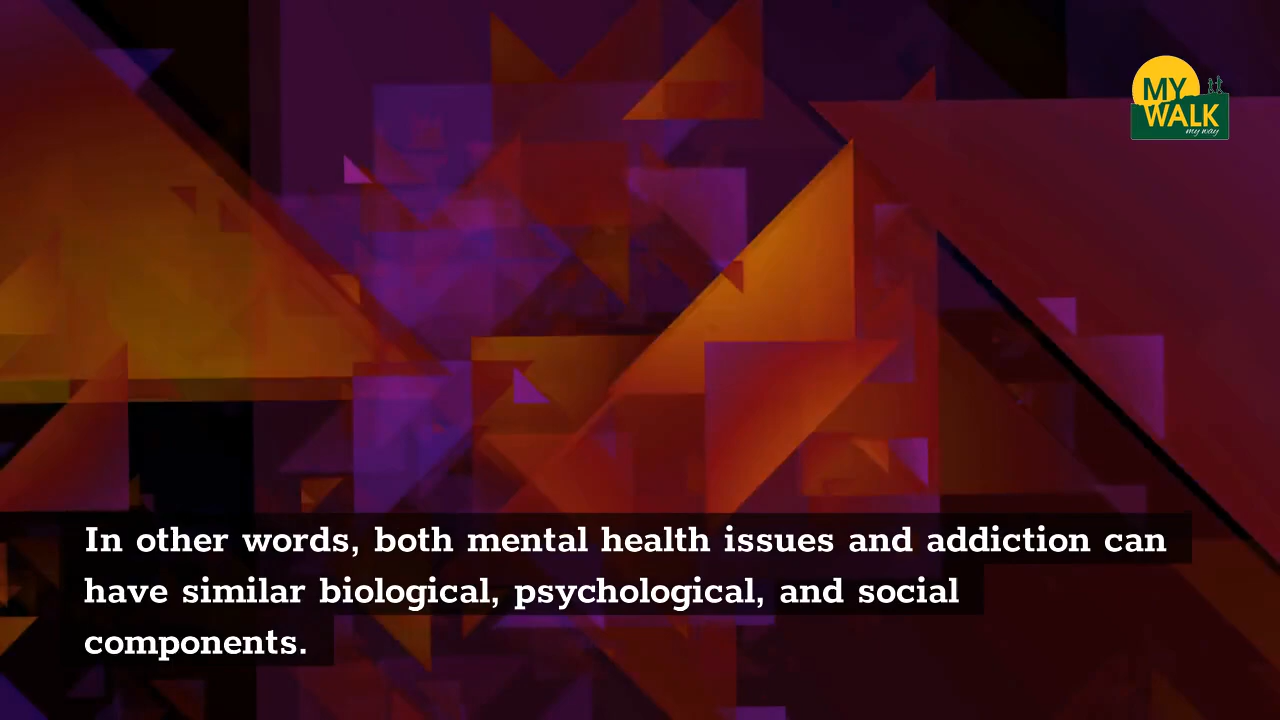 MY
WALK
my way
In other words, both mental health issues and addiction can
have similar biological, psychological, and social
components.